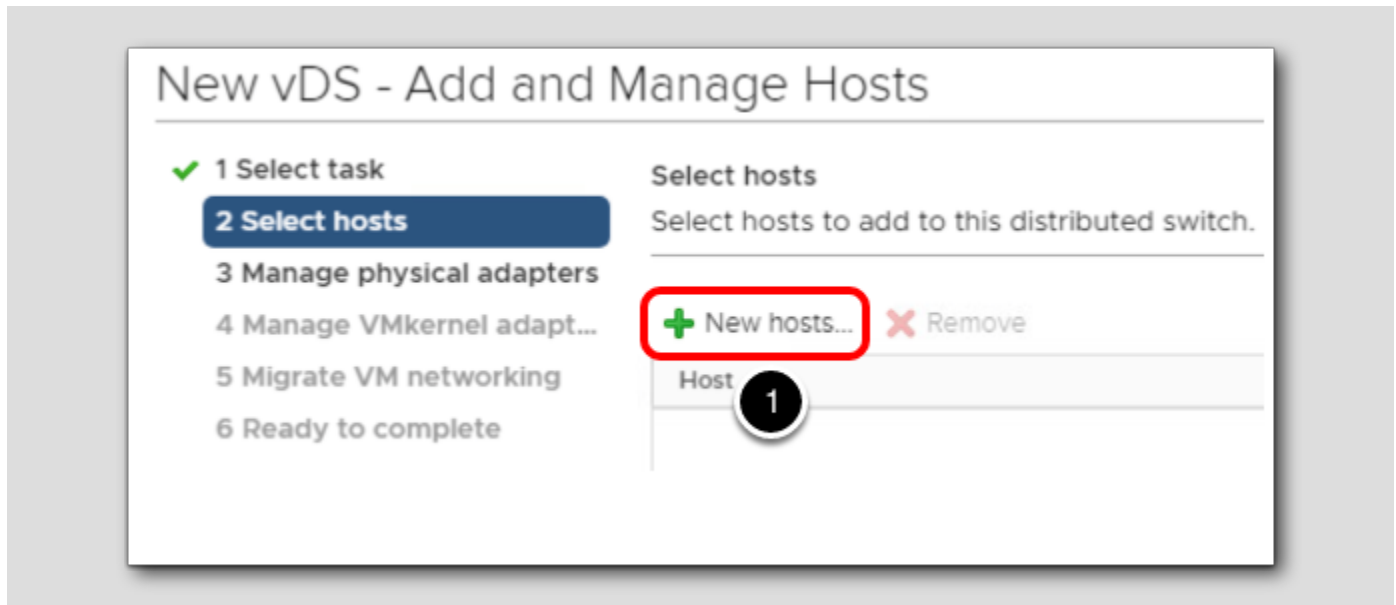 New vDS - Add and Manage Hosts
1 Select task
2 Select hosts
3 Manage physical adapters
4 Manage VMkernel adapt...
5 Migrate VM networking
6 Ready to complete
Select hosts
Select hosts to add to this distributed switch.
New hosts... Remove
Host
1